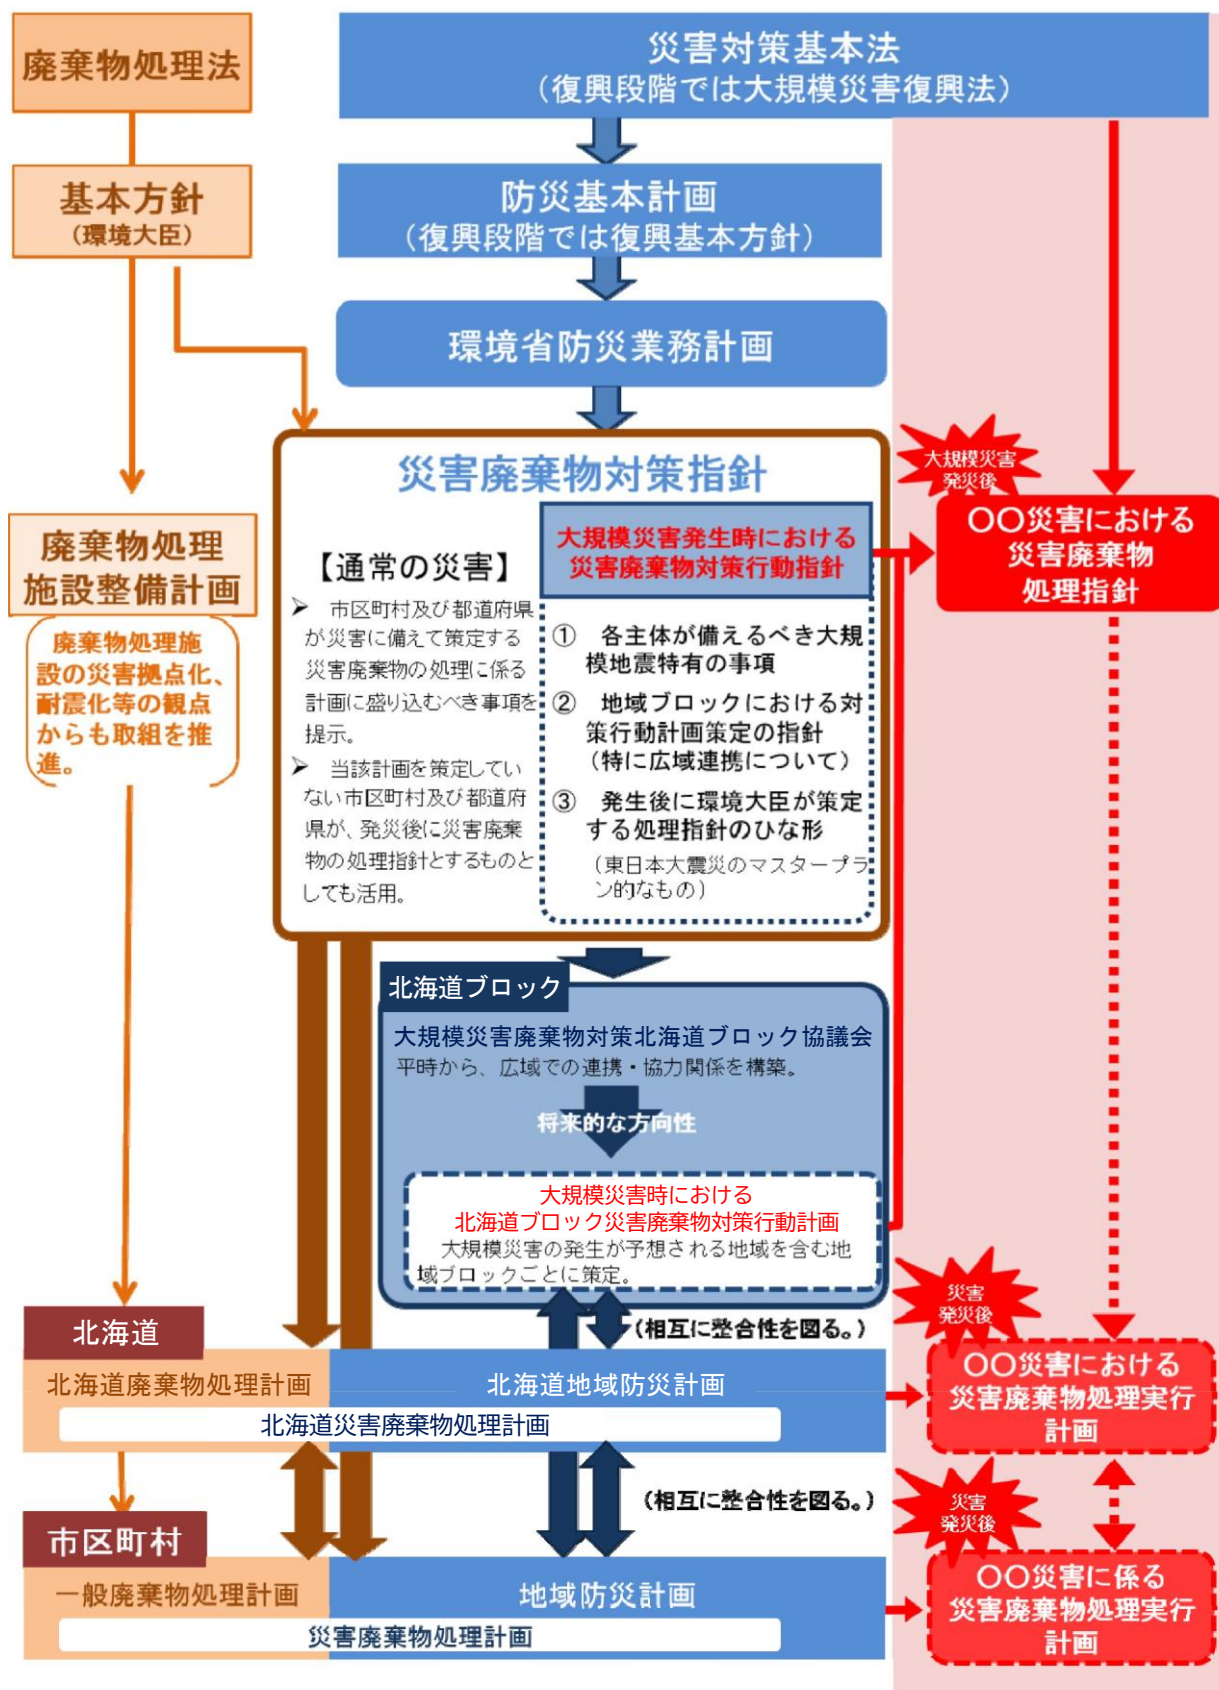 廃棄物処理法
基本方針
(環境大臣)
廃棄物処理
施設整備計画
廃棄物処理施
設の災害拠点化、
耐震化等の観点
からも取組を推
進。
災害対策基本法
(復興段階では大規模災害復興法)
防災基本計画
(復興段階では復興基本方針)
環境省防災業務計画
災害廃棄物対策指針
【通常の災害】
➢ 市区町村及び都道府県
が災害に備えて策定する
災害廃棄物の処理に係る
計画に盛り込むべき事項を
提示。
➢ 当該計画を策定してい
ない市区町村及び都道府
県が、発災後に災害廃棄
物の処理指針とするものと
しても活用。
大規模災害発生時における
災害廃棄物対策行動指針
① 各主体が備えるべき大規
模地震特有の事項
② 地域ブロックにおける対
策行動計画策定の指針
(特に広域連携について)
③ 発生後に環境大臣が策定
する処理指針のひな形
(東日本大震災のマスタープラ
ン的なもの)
大規模災害
発災後
〇〇災害における
災害廃棄物
処理指針
北海道ブロック
大規模災害廃棄物対策北海道ブロック協議会
平時から、広域での連携・協力関係を構築。
将来的な方向性
大規模災害時における
北海道ブロック災害廃棄物対策行動計画
大規模災害の発生が予想される地域を含む地
域ブロックごとに策定。
(相互に整合性を図る。)
北海道
北海道廃棄物処理計画
北海道地域防災計画
北海道災害廃棄物処理計画
災害
発災後
〇〇災害における
災害廃棄物処理実行
計画
(相互に整合性を図る。)
市区町村
一般廃棄物処理計画
地域防災計画
災害廃棄物処理計画
災害
発災後
〇〇災害に係る
災害廃棄物処理実行
計画